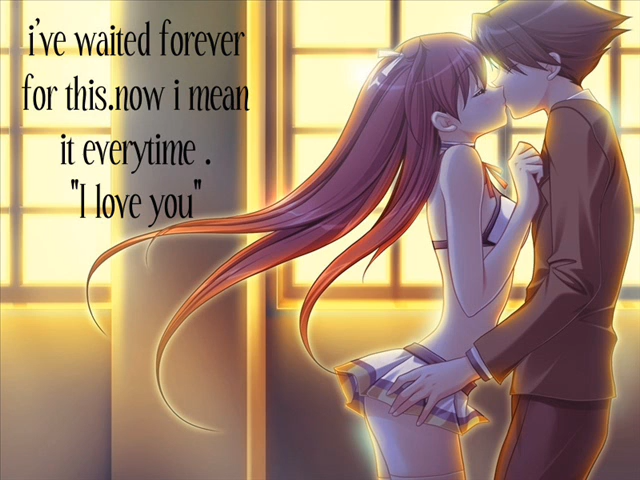 i've waited forever
for this.now i mean
it everytime .
"I love you"